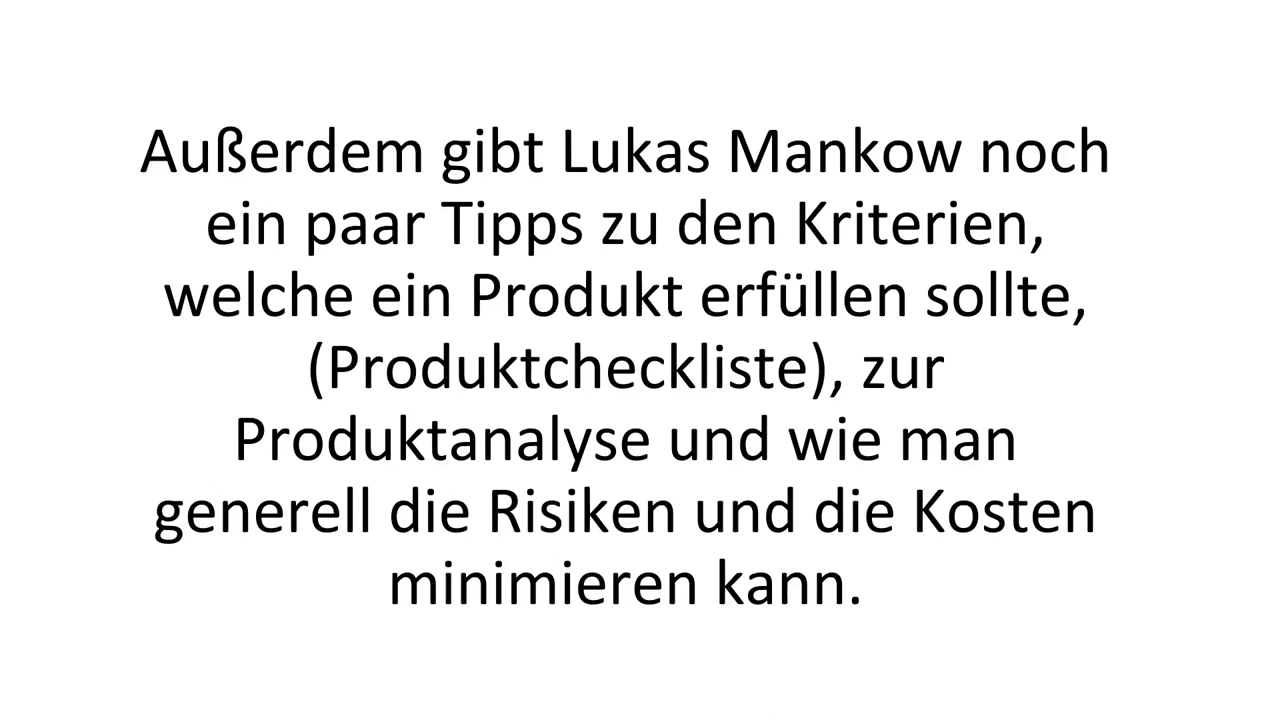 Außerdem gibt Lukas Mankow noch
ein paar Tipps zu den Kriterien,
welche ein Produkt erfüllen sollte,
(Produktcheckliste), zur
Produktanalyse und wie man
generell die Risiken und die Kosten
minimieren kann.